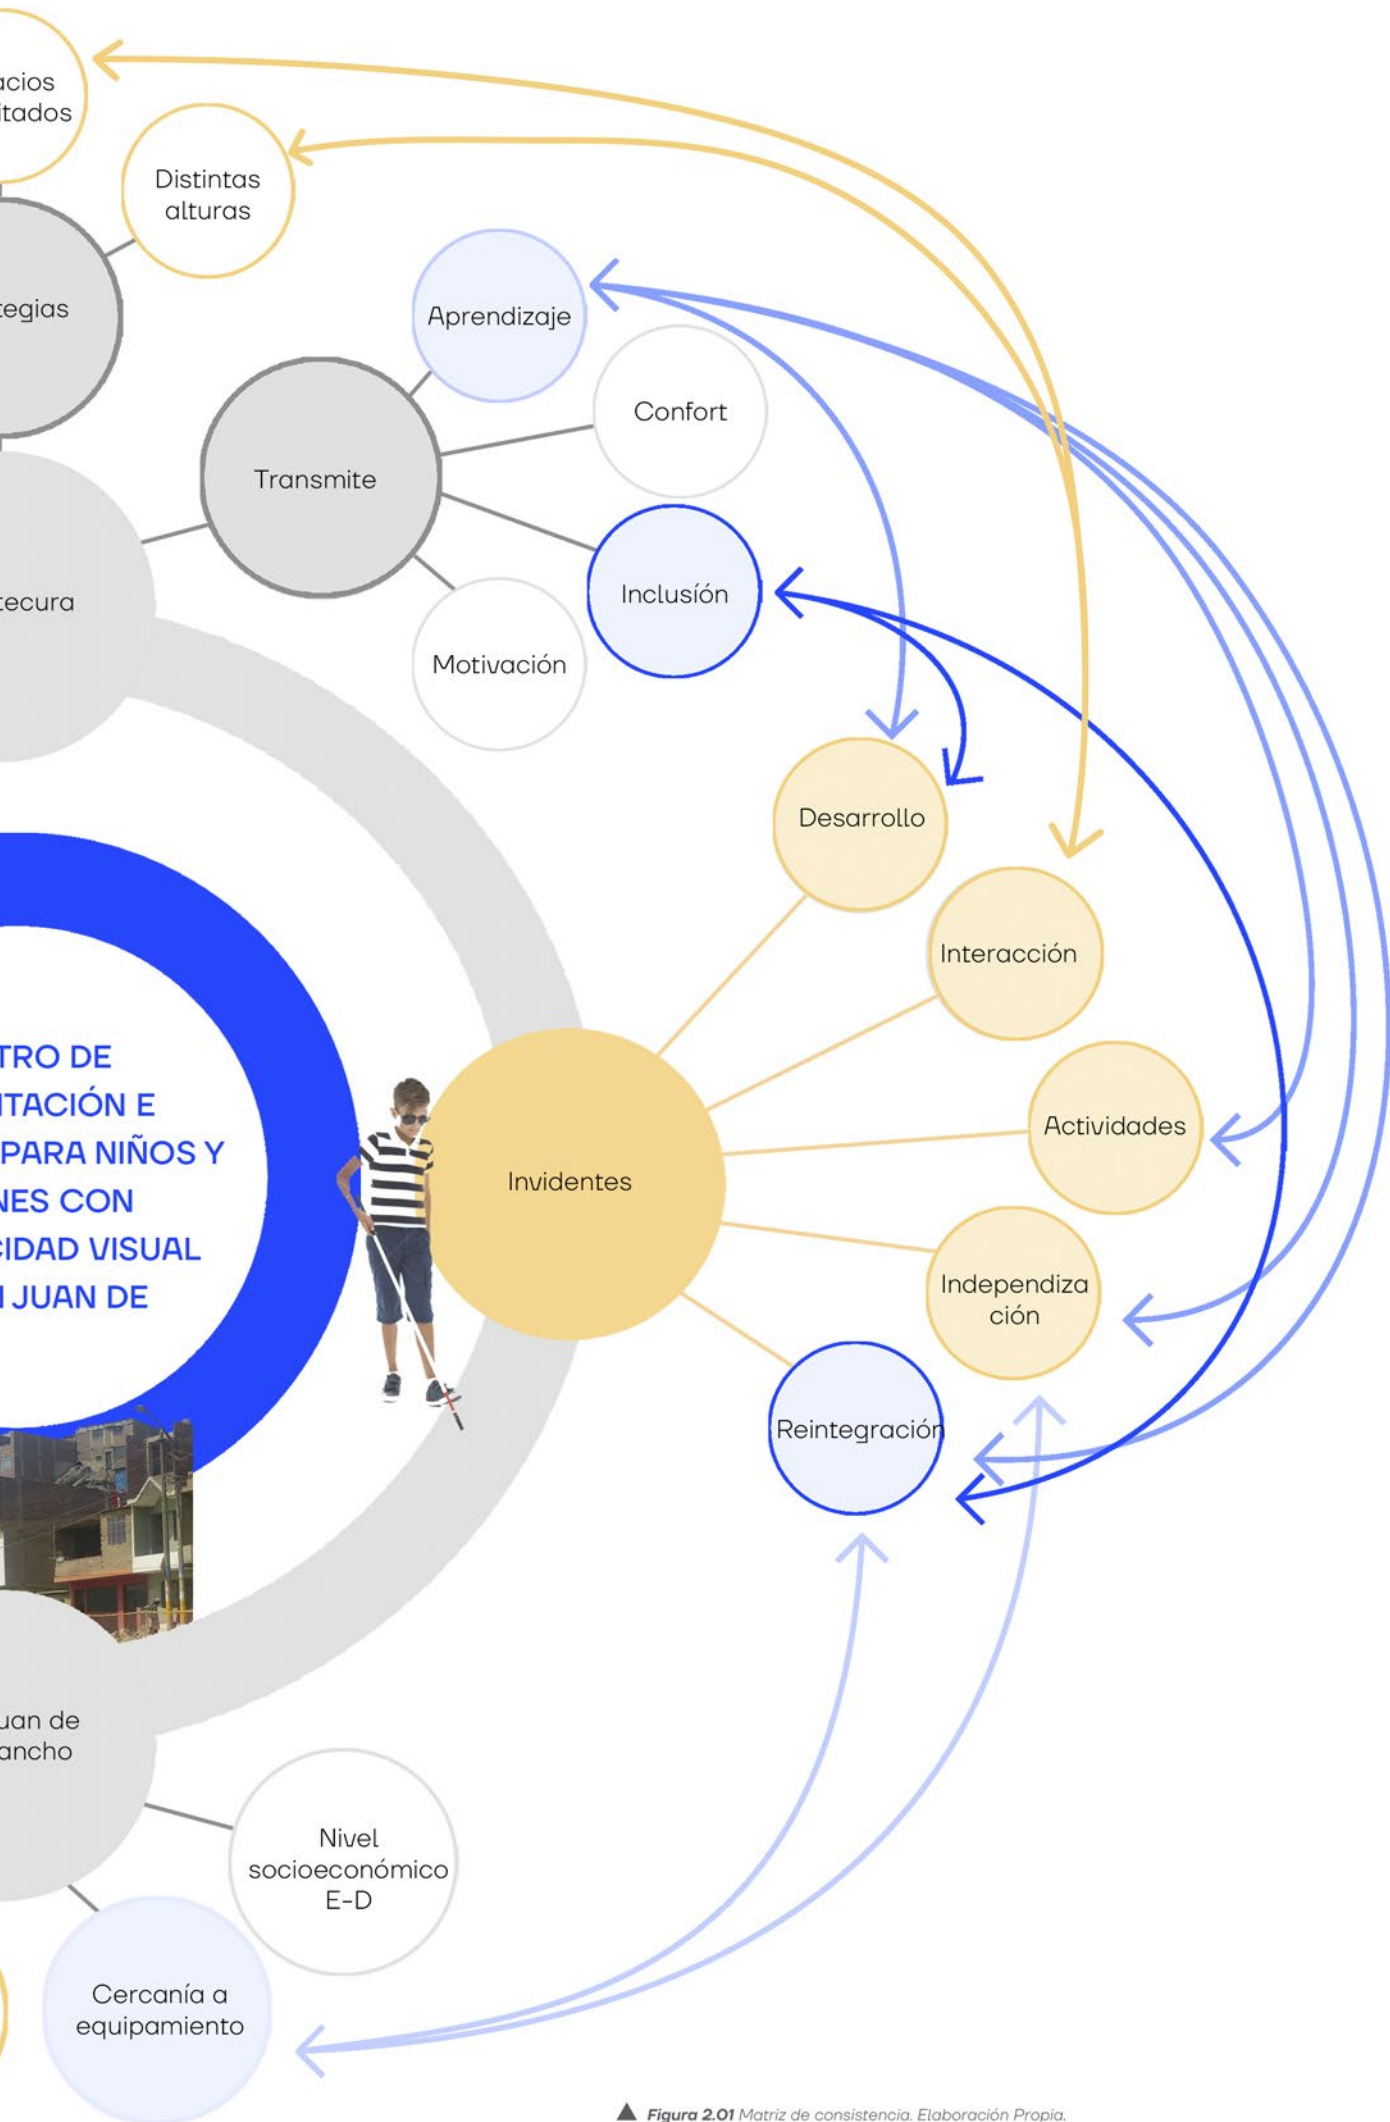 acios
itados
Distintas
alturas
tegias
Aprendizaje
Confort
Transmite
Inclusíón
tecura
Motivación
Desarrollo
Interacción
TRO DE
ITACIÓN E
PARA NIÑOS Y
NES CON
CIDAD VISUAL
JUAN DE
Actividades
Invidentes
Independiza
ción
Reintegración
uan de
ancho
Nivel
socioeconómico
E-D
Cercanía a
equipamiento
▲ Figura 2.01 Matriz de consistencia. Elaboración Propia.